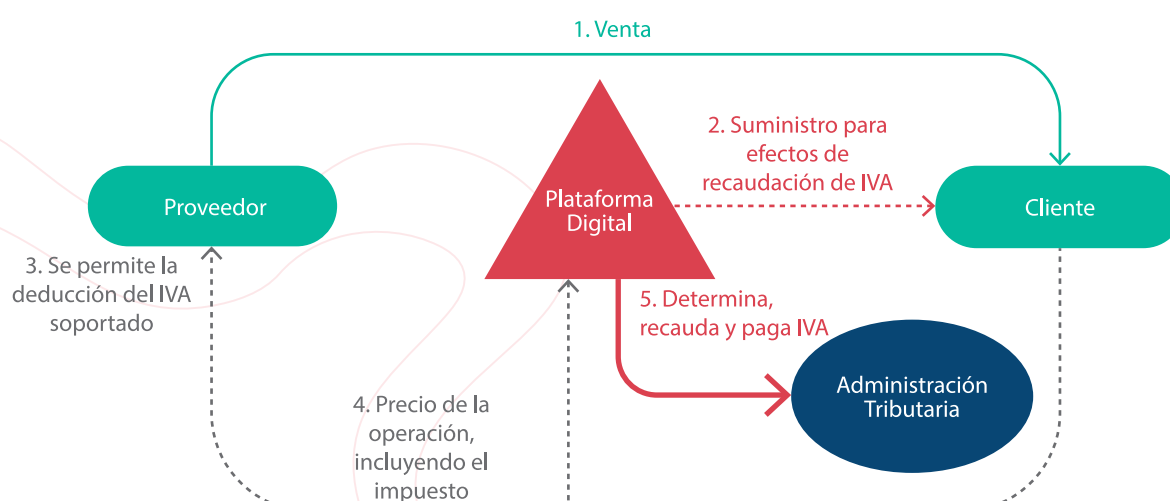 1. Venta
2. Suministro para
efectos de
recaudación de IVA
Proveedor
Plataforma
Digital
Cliente
3. Se permite la
deducción del IVA
soportado
5. Determina,
recauda y paga IVA
Administración
Tributaria
4. Precio de la
operación,
incluyendo el
impuesto